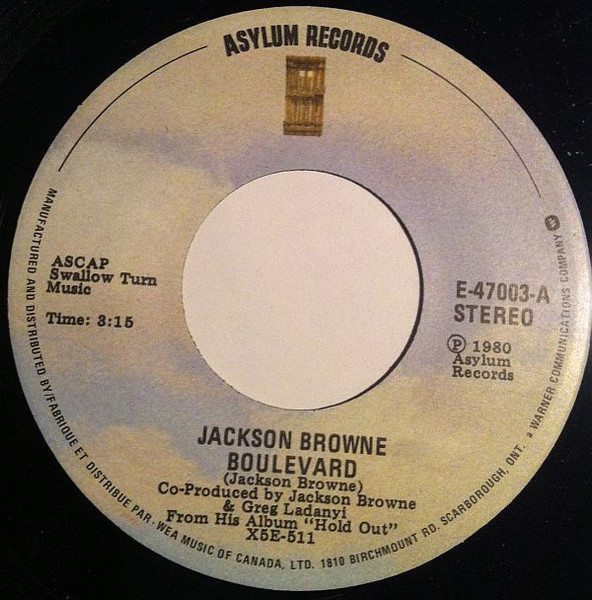 ASYLUM RECORDS
ASCAP
Swallow Turn
Music
Time: 3:15
E-47003-A
STEREO
Ⓟ 1980
Asylum
Records
JACKSON BROWNE
BOULEVARD
(Jackson Browne)
Co-Produced by Jackson Browne
& Greg Ladanyi
From His Album "Hold Out"
X5E-511
MANUFACTURED AND DISTRIBUTED BY/FABRIQUE ET DISTRIBUE PAR-WEA MUSIC OF CANADA, LTD. 1810 BIRCHMOUNT RD. SCARBOROUGH, ONT. a WARNER COMMUNICATIONS COMPANY